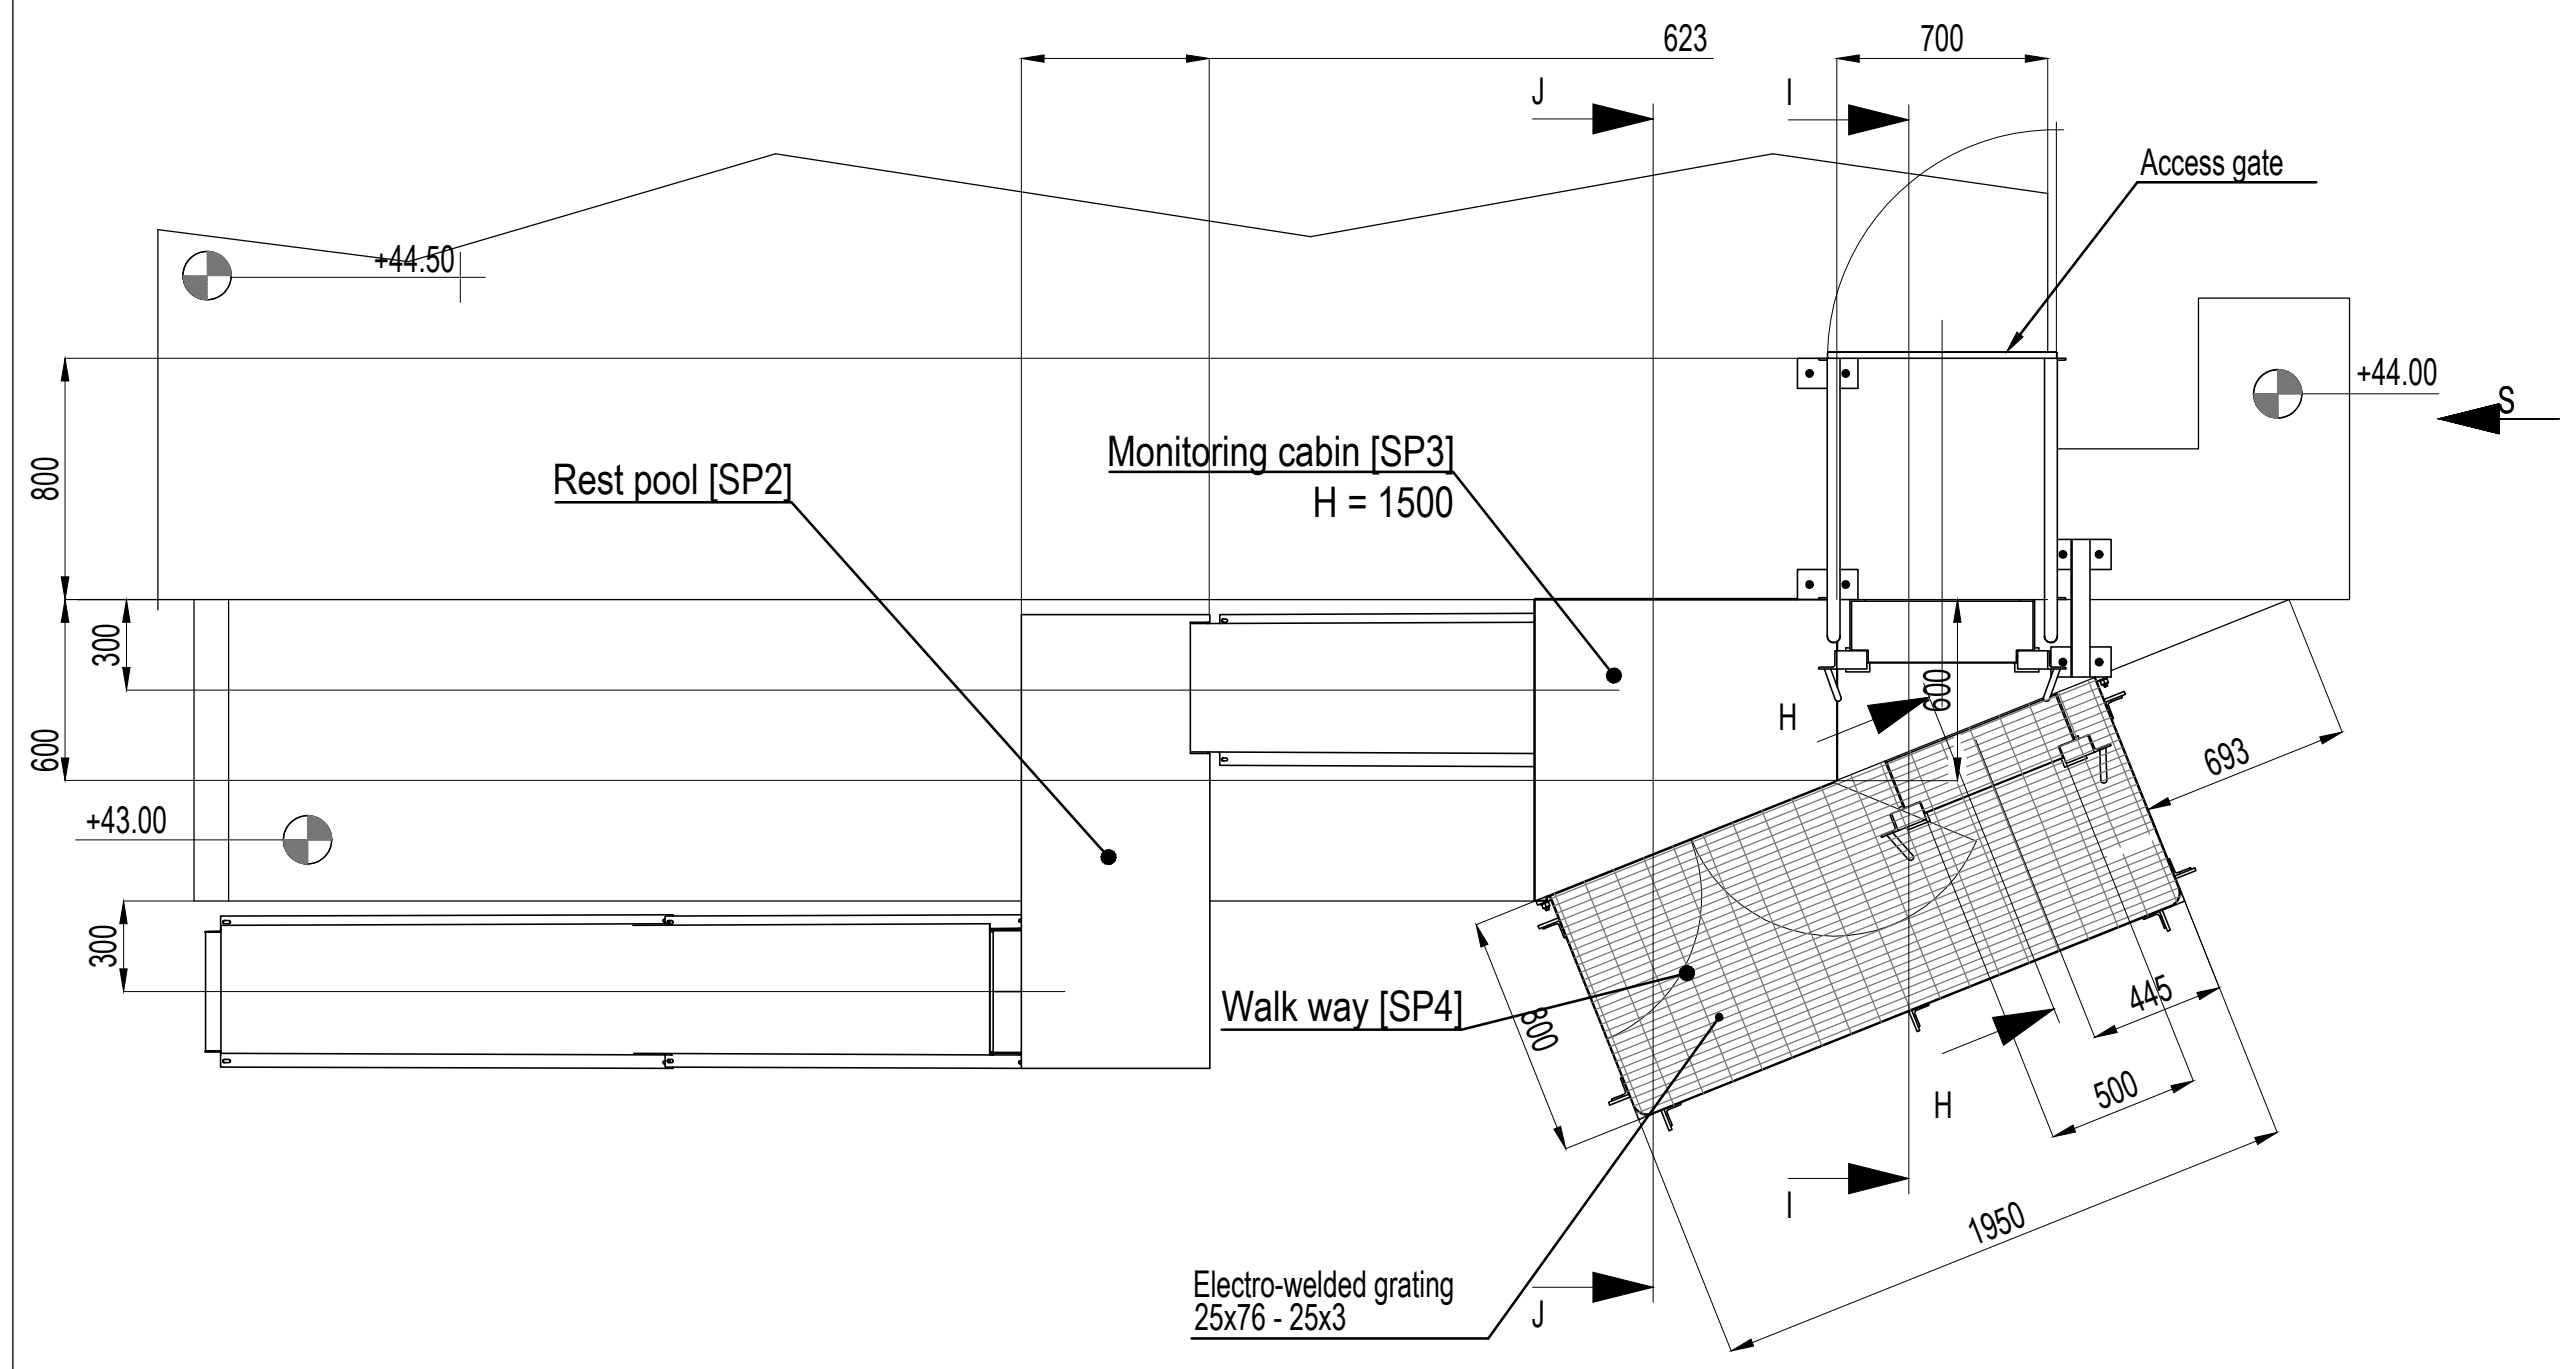 623
700
J
I
Access gate
+44.50
+44.00
S
Monitoring cabin [SP3]
H = 1500
Rest pool [SP2]
800
300
600
600
H
693
+43.00
300
Walk way [SP4]
800
445
500
H
I
1950
Electro-welded grating
25x76 - 25x3
J